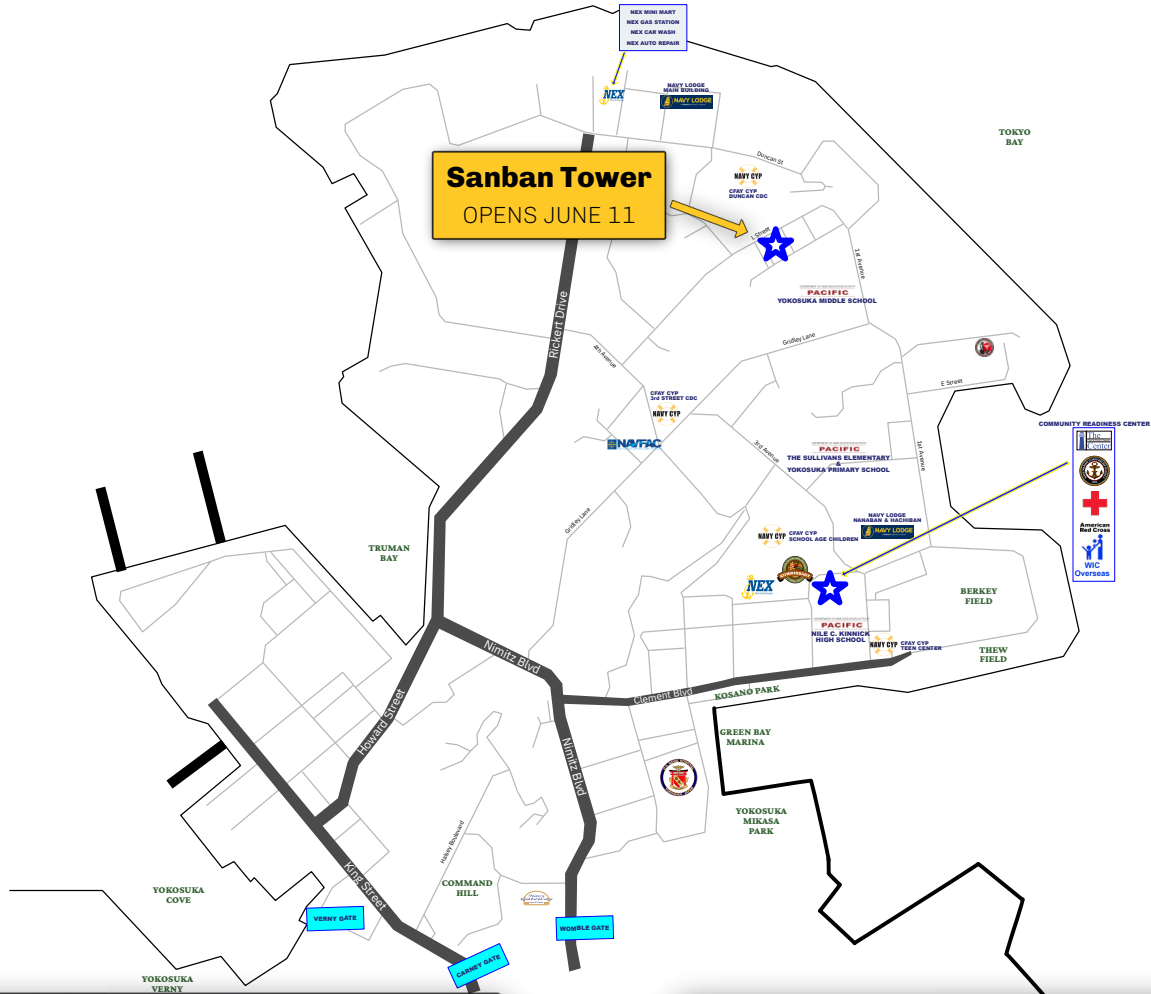 NEX MINI MART
NEX GAS STATION
NEX CAR WASH
NEX AUTO REPAIR
NEX
NAVY LODGE
MAIN BUILDING
NAVY LODGE
TOKYO
BAY
Duncan St
Sanban Tower
OPENS JUNE 11
NAVY CYP
CFAY CYP
DUNCAN CDC
L Street
1st Avenue
PACIFIC
YOKOSUKA MIDDLE SCHOOL
Rickert Drive
4th Avenue
Gridley Lane
E Street
CFAY CYP
3rd STREET CDC
NAVY CYP
NAVFAC
3rd Avenue
PACIFIC
THE SULLIVANS ELEMENTARY
&
YOKOSUKA PRIMARY SCHOOL
1st Avenue
COMMUNITY READINESS CENTER
The
Center
American
Red Cross
WIC
Overseas
Gridley Lane
NAVY LODGE
NANABAN & HACHIBAN
NAVY LODGE
NAVY CYP
CFAY CYP
SCHOOL AGE CHILDREN
TRUMAN
BAY
NEX
BERKEY
FIELD
PACIFIC
NILE C. KINNICK
HIGH SCHOOL
NAVY CYP
CFAY CYP
TEEN CENTER
THEW
FIELD
Nimitz Blvd
Clement Blvd
KOSANO PARK
Howard Street
GREEN BAY
MARINA
Nimitz Blvd
YOKOSUKA
MIKASA
PARK
Halsey Boulevard
King Street
COMMAND
HILL
YOKOSUKA
COVE
Navy
Gateway
VERNY GATE
WOMBLE GATE
CARNEY GATE
YOKOSUKA
VERNY